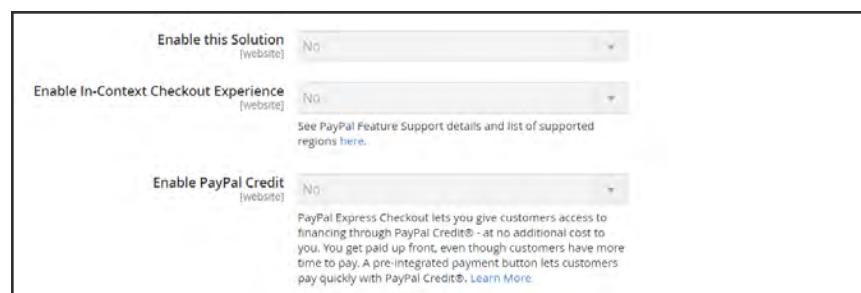 Enable this Solution No
[website]
Enable In-Context Checkout Experience No
[website]
See PayPal Feature Support details and list of supported
regions here.
Enable PayPal Credit No
[website]
PayPal Express Checkout lets you give customers access to
financing through PayPal Credit® - at no additional cost to
you. You get paid up front, even though customers have more
time to pay. A pre-integrated payment button lets customers
pay quickly with PayPal Credit®. Learn More